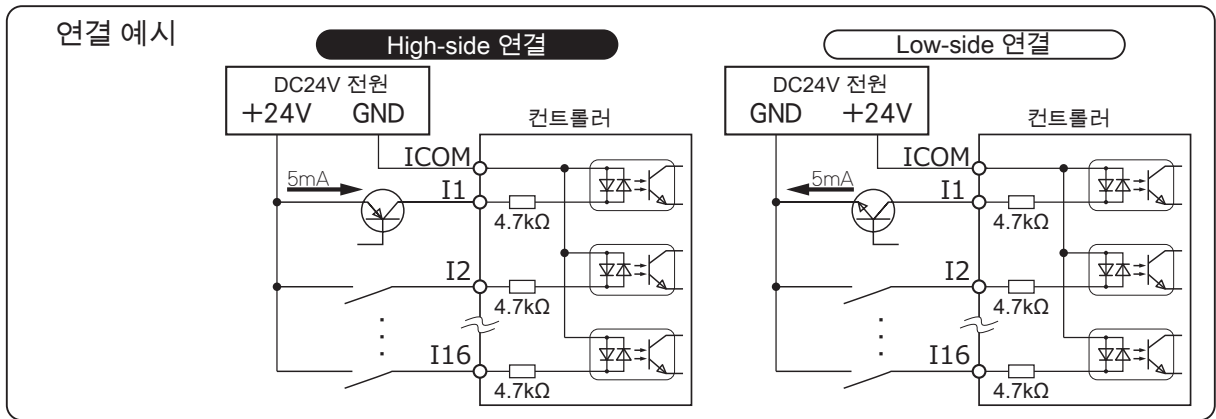 연결 예시
High-side 연결
DC24V 전원
+24V GND
컨트롤러
ICOM
5mA
I1
4.7kΩ
I2
4.7kΩ
I16
4.7kΩ
Low-side 연결
DC24V 전원
GND +24V
컨트롤러
ICOM
5mA
I1
4.7kΩ
I2
4.7kΩ
I16
4.7kΩ